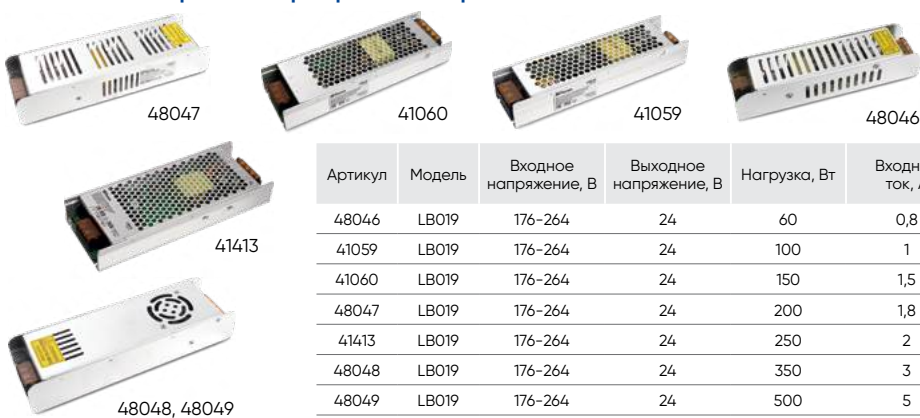 48047
41060
41059
48046
41413
48048, 48049
Артикул Модель Входное напряжение, В Выходное напряжение, В Нагрузка, Вт
48046 LB019 176-264 24 60 0,8
41059 LB019 176-264 24 100 1
41060 LB019 176-264 24 150 1,5
48047 LB019 176-264 24 200 1,8
41413 LB019 176-264 24 250 2
48048 LB019 176-264 24 350 3
48049 LB019 176-264 24 500 5